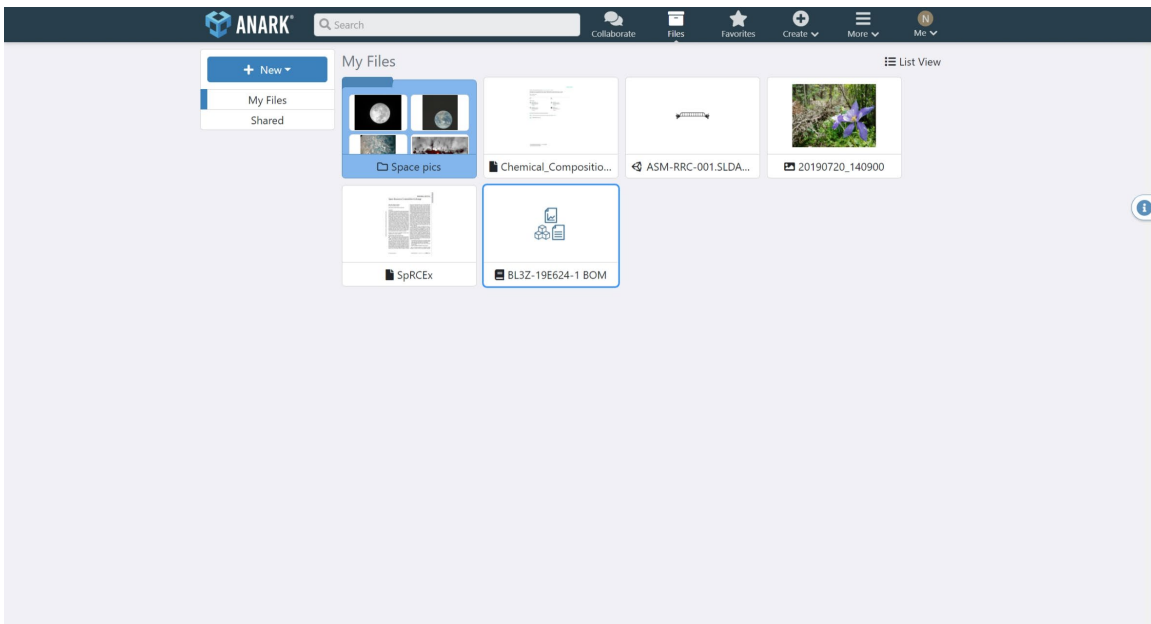 ANARK®
Search
Collaborate
Files
Favorites
Create
More
N
Me
+ New
My Files
Shared
My Files
List View
Space pics
Chemical_Compositio...
ASM-RRC-001.SLDA...
20190720_140900
SpRCEx
BL3Z-19E624-1 BOM